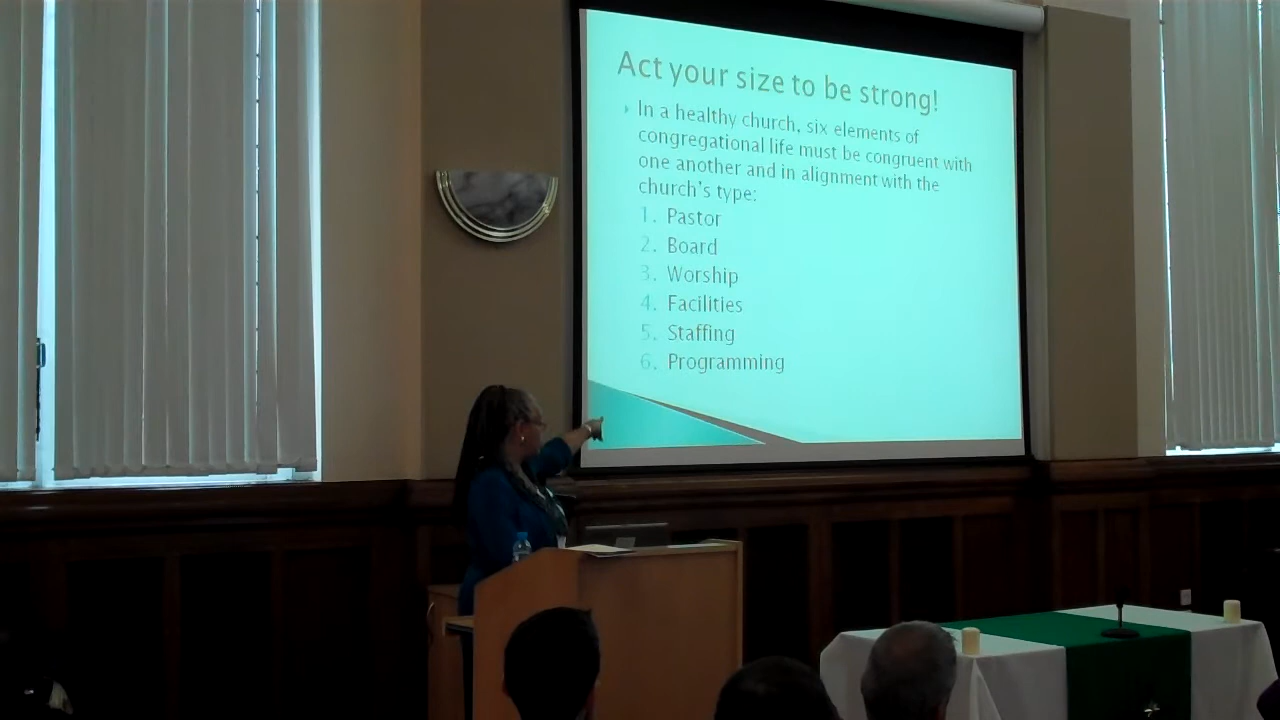 Act your size to be strong!
In a healthy church, six elements of
congregational life must be congruent with
one another and in alignment with the
church's type:
1. Pastor
2. Board
3. Worship
4. Facilities
5. Staffing
6. Programming